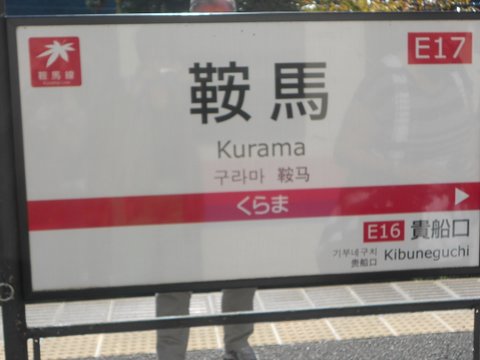 鞍馬線
E17
鞍馬
Kurama
구라마 鞍马
くらま
E16 貴船口
기부네구치
贵船口
Kibuneguchi